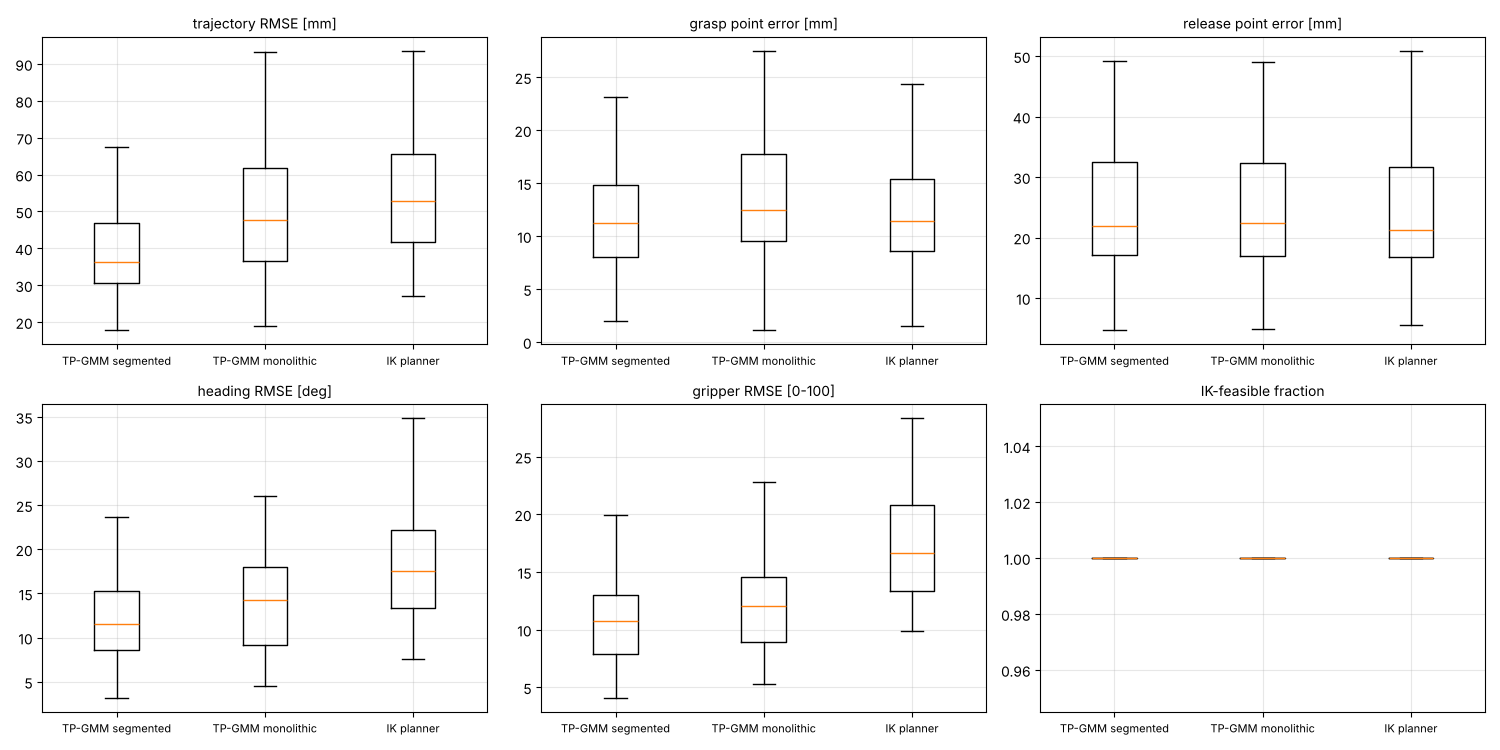 trajectory RMSE [mm]
90
80
70
60
50
40
30
20
TP-GMM segmented
TP-GMM monolithic
IK planner
grasp point error [mm]
25
20
15
10
5
0
TP-GMM segmented
TP-GMM monolithic
IK planner
release point error [mm]
50
40
30
20
10
TP-GMM segmented
TP-GMM monolithic
IK planner
heading RMSE [deg]
35
30
25
20
15
10
5
TP-GMM segmented
TP-GMM monolithic
IK planner
gripper RMSE [0-100]
25
20
15
10
5
TP-GMM segmented
TP-GMM monolithic
IK planner
IK-feasible fraction
1.04
1.02
1.00
0.98
0.96
TP-GMM segmented
TP-GMM monolithic
IK planner